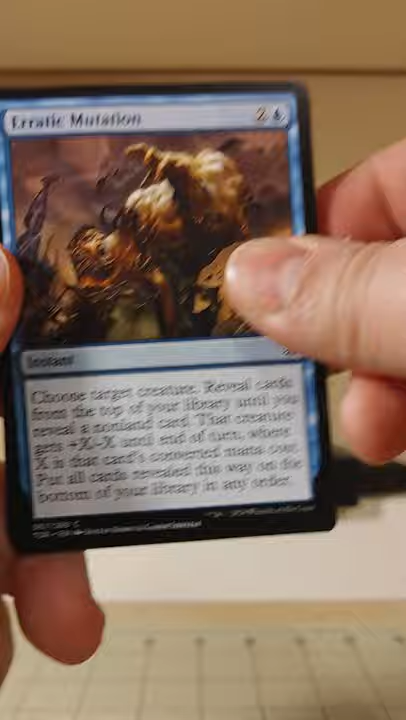 Erratic Mutation 2
Instant
Choose target creature. Reveal cards
from the top of your library until you
reveal a nonland card. That creature
gets +X/-X until end of turn, where
X is that card's converted mana cost.
Put all cards revealed this way on the
bottom of your library in any order.